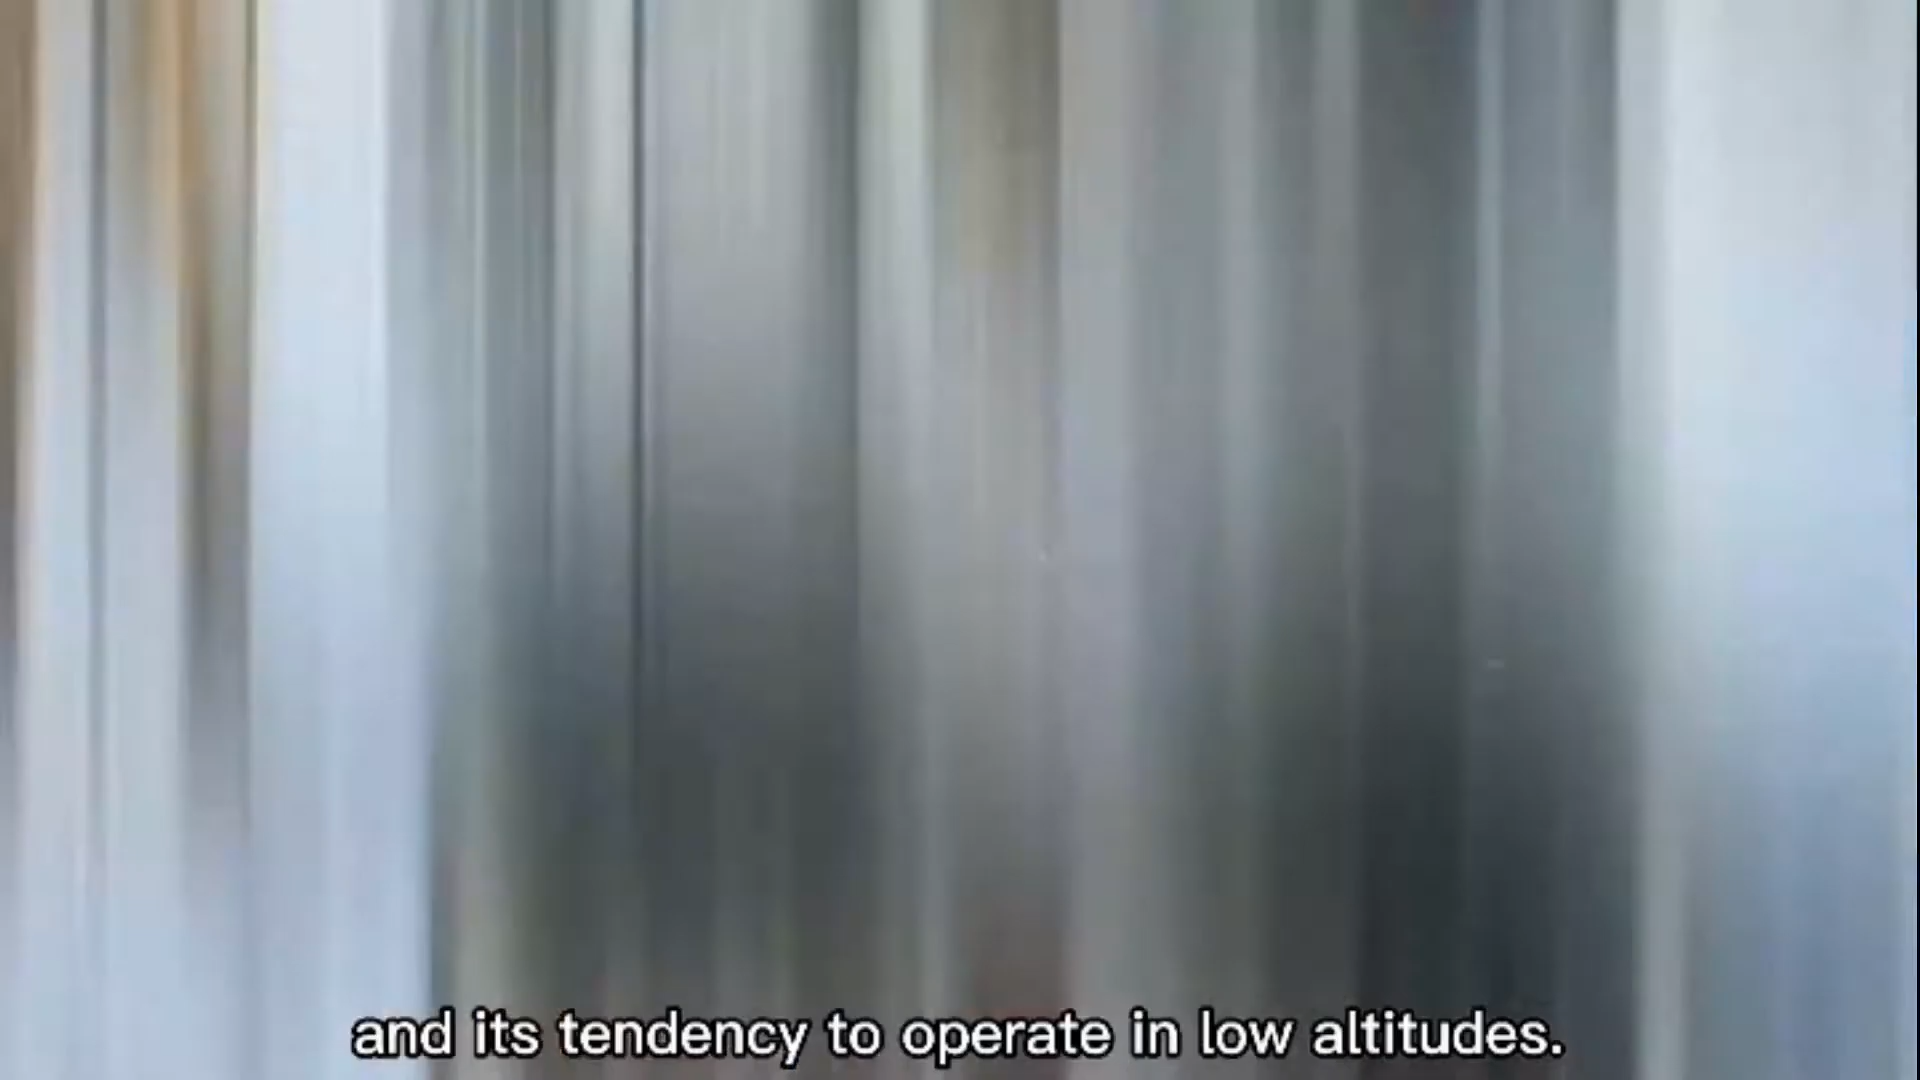 and its tendency to operate in low altitudes.